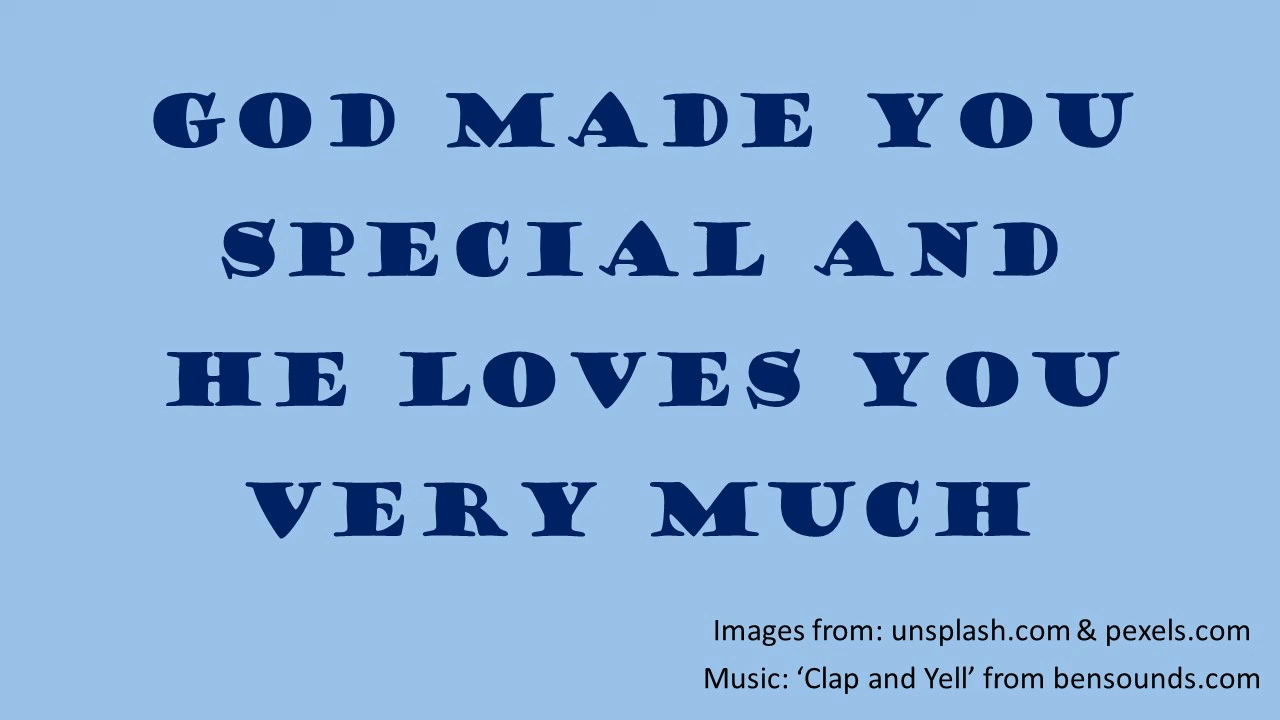 GOD MADE YOU
SPECIAL AND
HE LOVES YOU
VERY MUCH
Images from: unsplash.com & pexels.com
Music: ‘Clap and Yell’ from bensounds.com